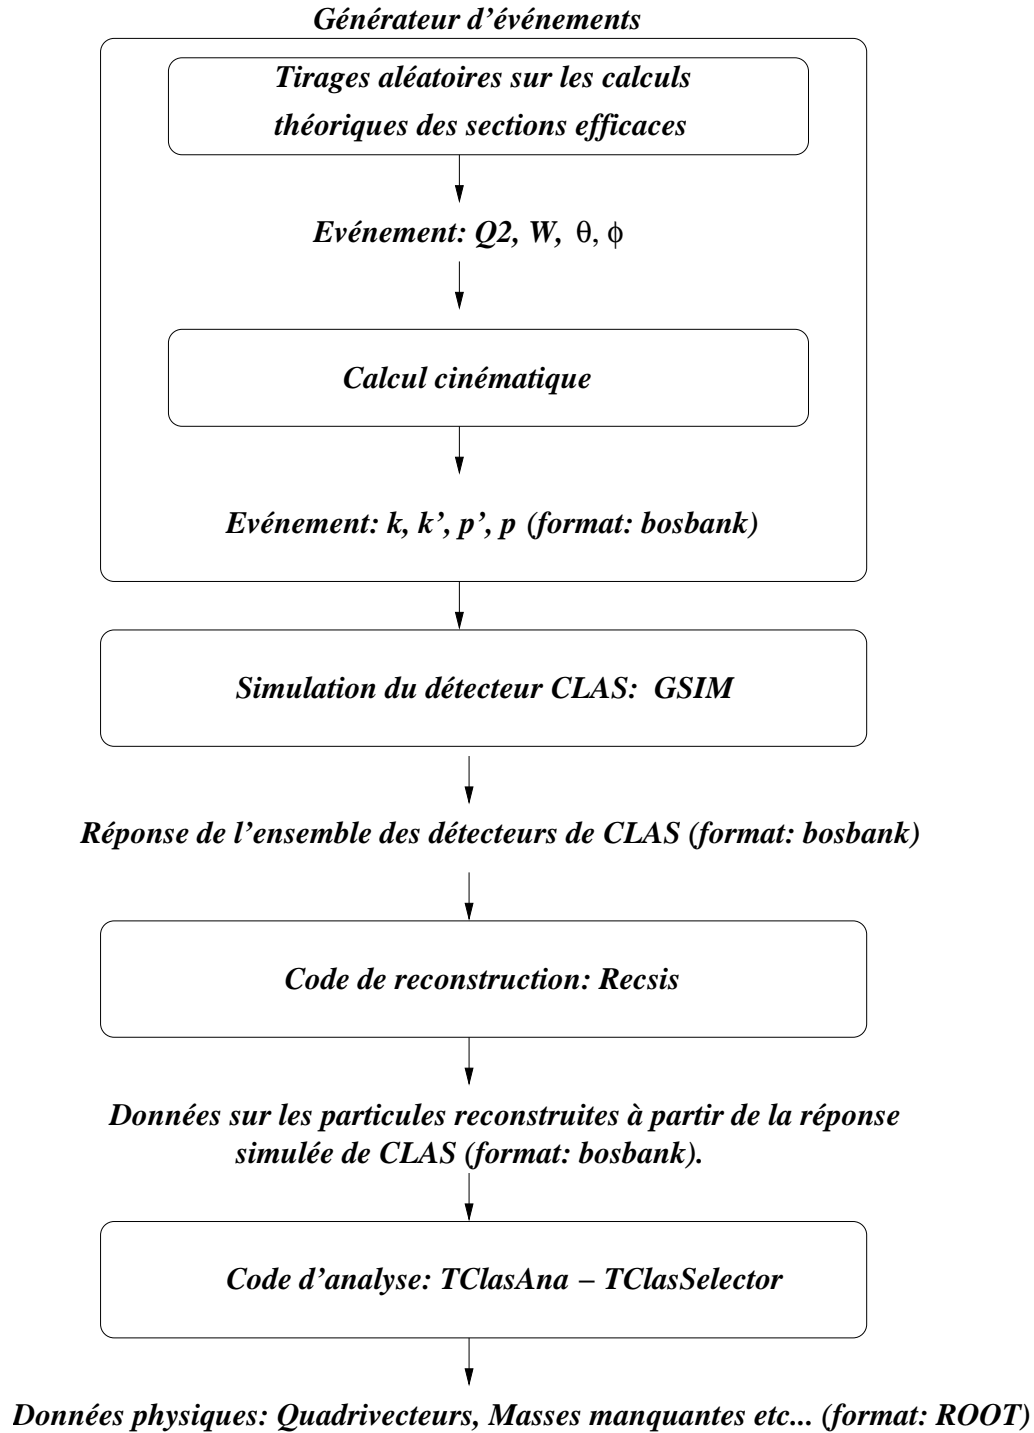 Générateur d’événements
Tirages aléatoires sur les calculs
théoriques des sections efficaces
Evénement: Q2, W, θ, ϕ
Calcul cinématique
Evénement: k, k’, p’, p (format: bosbank)
Simulation du détecteur CLAS: GSIM
Réponse de l’ensemble des détecteurs de CLAS (format: bosbank)
Code de reconstruction: Recsis
Données sur les particules reconstruites à partir de la réponse
simulée de CLAS (format: bosbank).
Code d’analyse: TClasAna – TClasSelector
Données physiques: Quadrivecteurs, Masses manquantes etc... (format: ROOT)